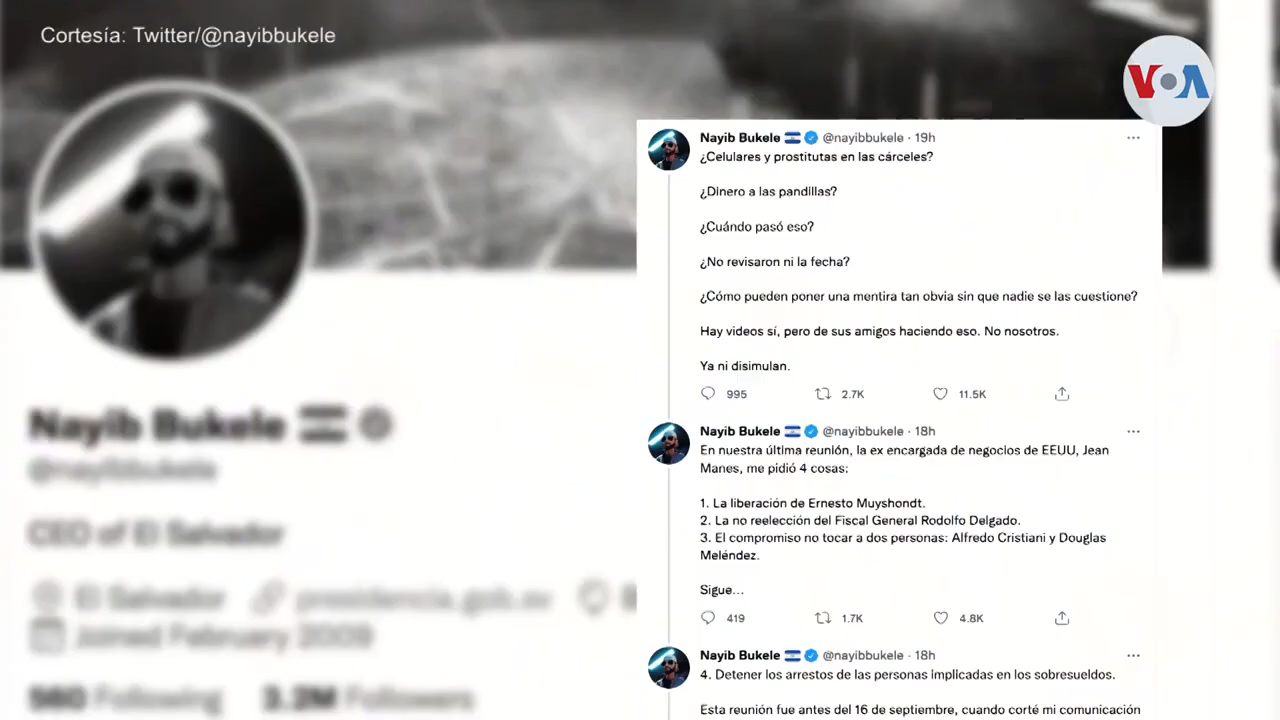 Cortesía: Twitter/@nayibbukele
VOA
Nayib Bukele @nayibbukele · 19h
¿Celulares y prostitutas en las cárceles?
¿Dinero a las pandillas?
¿Cuándo pasó eso?
¿No revisaron ni la fecha?
¿Cómo pueden poner una mentira tan obvia sin que nadie se las cuestione?
Hay videos sí, pero de sus amigos haciendo eso. No nosotros.
Ya ni disimulan.
995 2.7K 11.5K
Nayib Bukele @nayibbukele · 18h
En nuestra última reunión, la ex encargada de negocios de EEUU, Jean
Manes, me pidió 4 cosas:
1. La liberación de Ernesto Muyshondt.
2. La no reelección del Fiscal General Rodolfo Delgado.
3. El compromiso no tocar a dos personas: Alfredo Cristiani y Douglas
Meléndez.
Sigue...
419 1.7K 4.8K
Nayib Bukele @nayibbukele · 18h
4. Detener los arrestos de las personas implicadas en los sobresueldos.
Esta reunión fue antes del 16 de septiembre, cuando corté mi comunicación
Nayib Bukele
@nayibbukele
CEO of El Salvador
El Salvador presidencia.gob.sv
Joined February 2009
560 Following 3.2M Followers